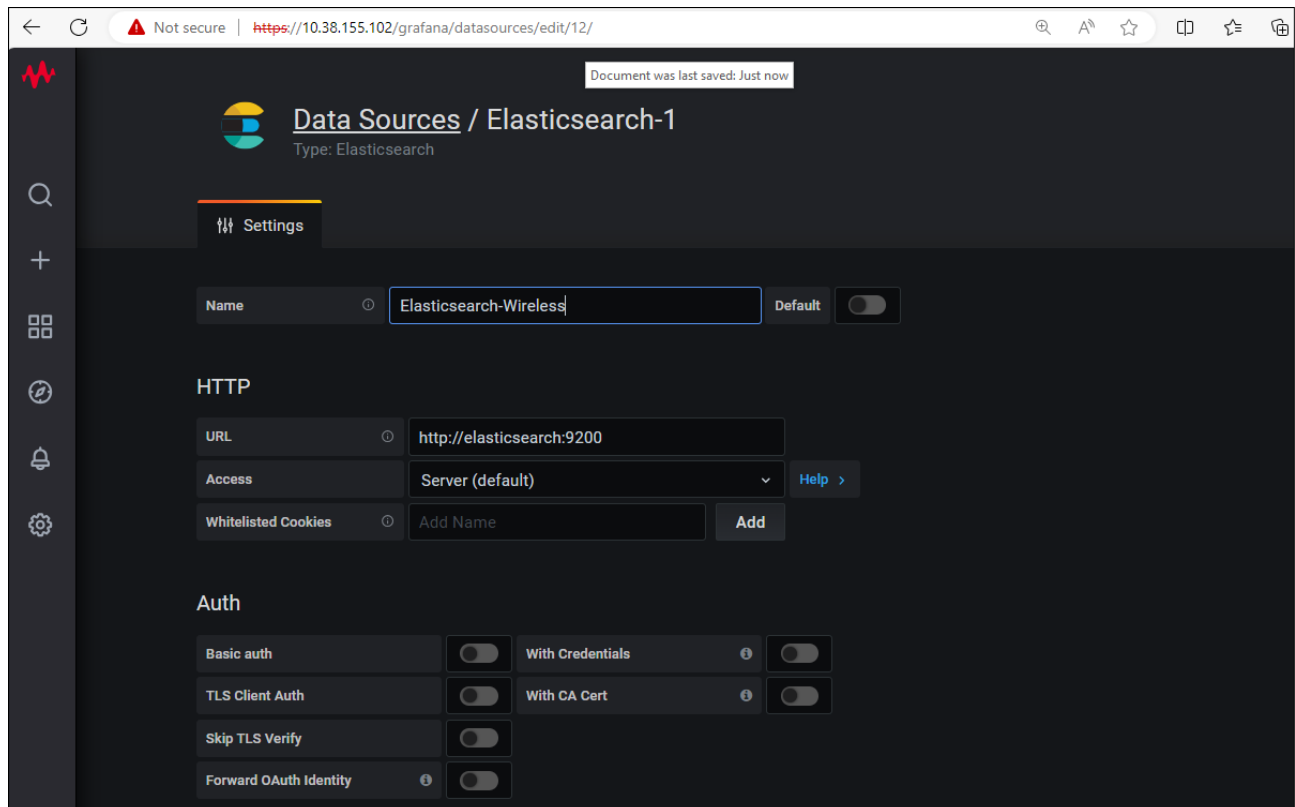 Not secure https://10.38.155.102/grafana/datasources/edit/12/
Document was last saved: Just now
Data Sources / Elasticsearch-1
Type: Elasticsearch
Settings
Name Elasticsearch-Wireless Default
HTTP
URL http://elasticsearch:9200
Access Server (default) Help >
Whitelisted Cookies Add Name Add
Auth
Basic auth With Credentials
TLS Client Auth With CA Cert
Skip TLS Verify
Forward OAuth Identity